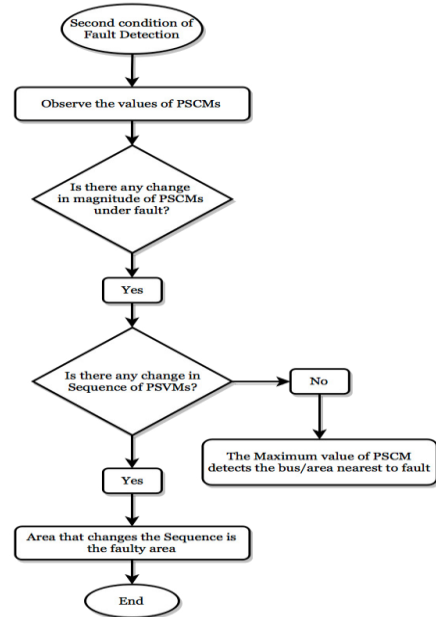 Second condition of
Fault Detection
Observe the values of PSCMs
Is there any change
in magnitude of PSCMs
under fault?
Yes
Is there any change in
Sequence of PSVMs?
No
The Maximum value of PSCM
detects the bus/area nearest to fault
Yes
Area that changes the Sequence is
the faulty area
End